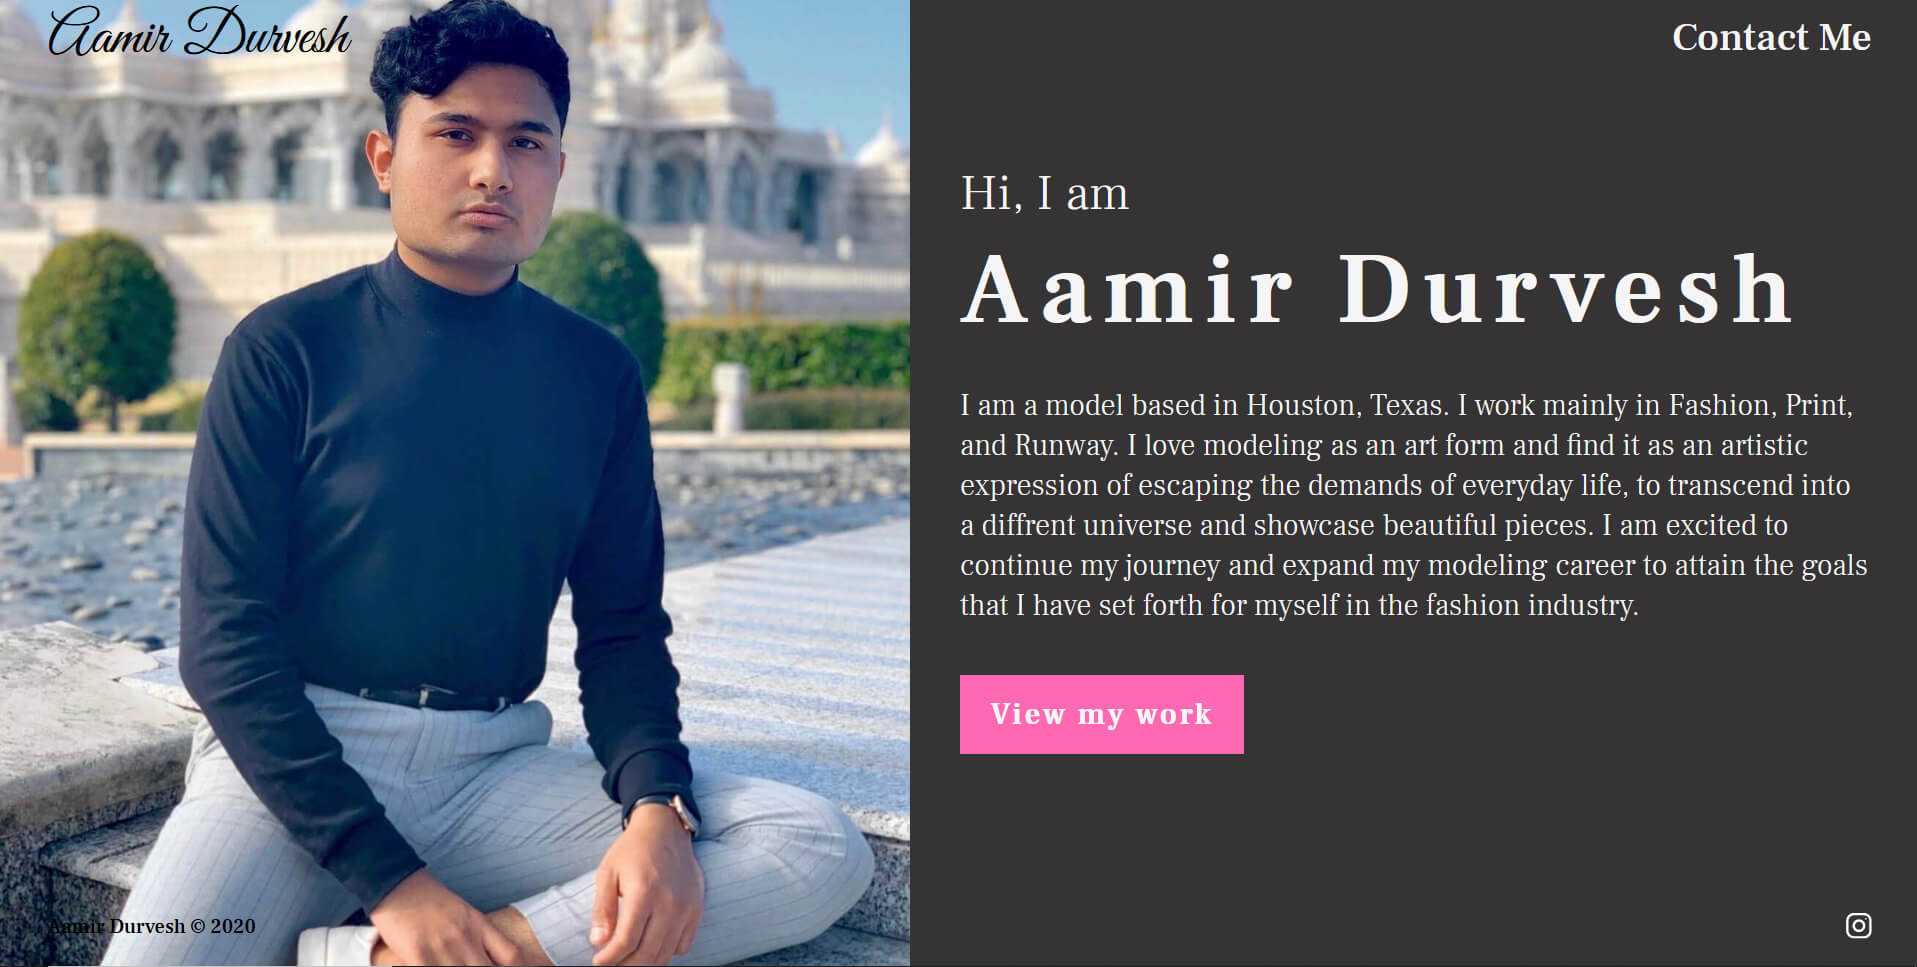 Aamir Durvesh
Contact Me
Hi, I am
Aamir Durvesh
I am a model based in Houston, Texas. I work mainly in Fashion, Print,
and Runway. I love modeling as an art form and find it as an artistic
expression of escaping the demands of everyday life, to transcend into
a diffrent universe and showcase beautiful pieces. I am excited to
continue my journey and expand my modeling career to attain the goals
that I have set forth for myself in the fashion industry.
View my work
Aamir Durvesh © 2020